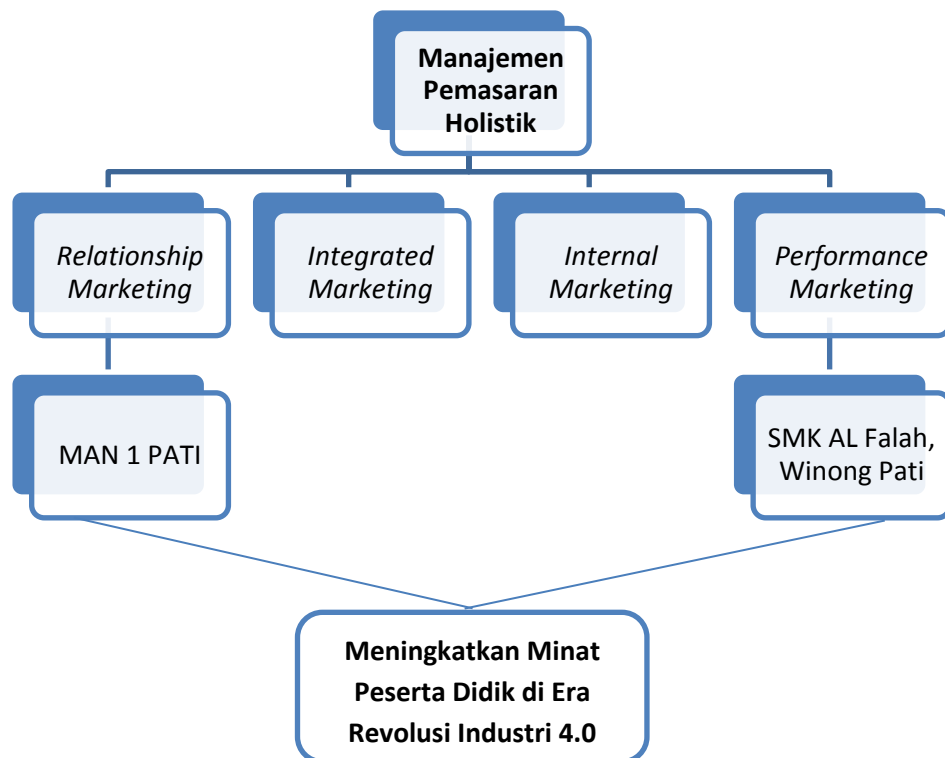 Manajemen
Pemasaran
Holistik
Relationship
Marketing
Integrated
Marketing
Internal
Marketing
Performance
Marketing
MAN 1 PATI
SMK AL Falah,
Winong Pati
Meningkatkan Minat
Peserta Didik di Era
Revolusi Industri 4.0